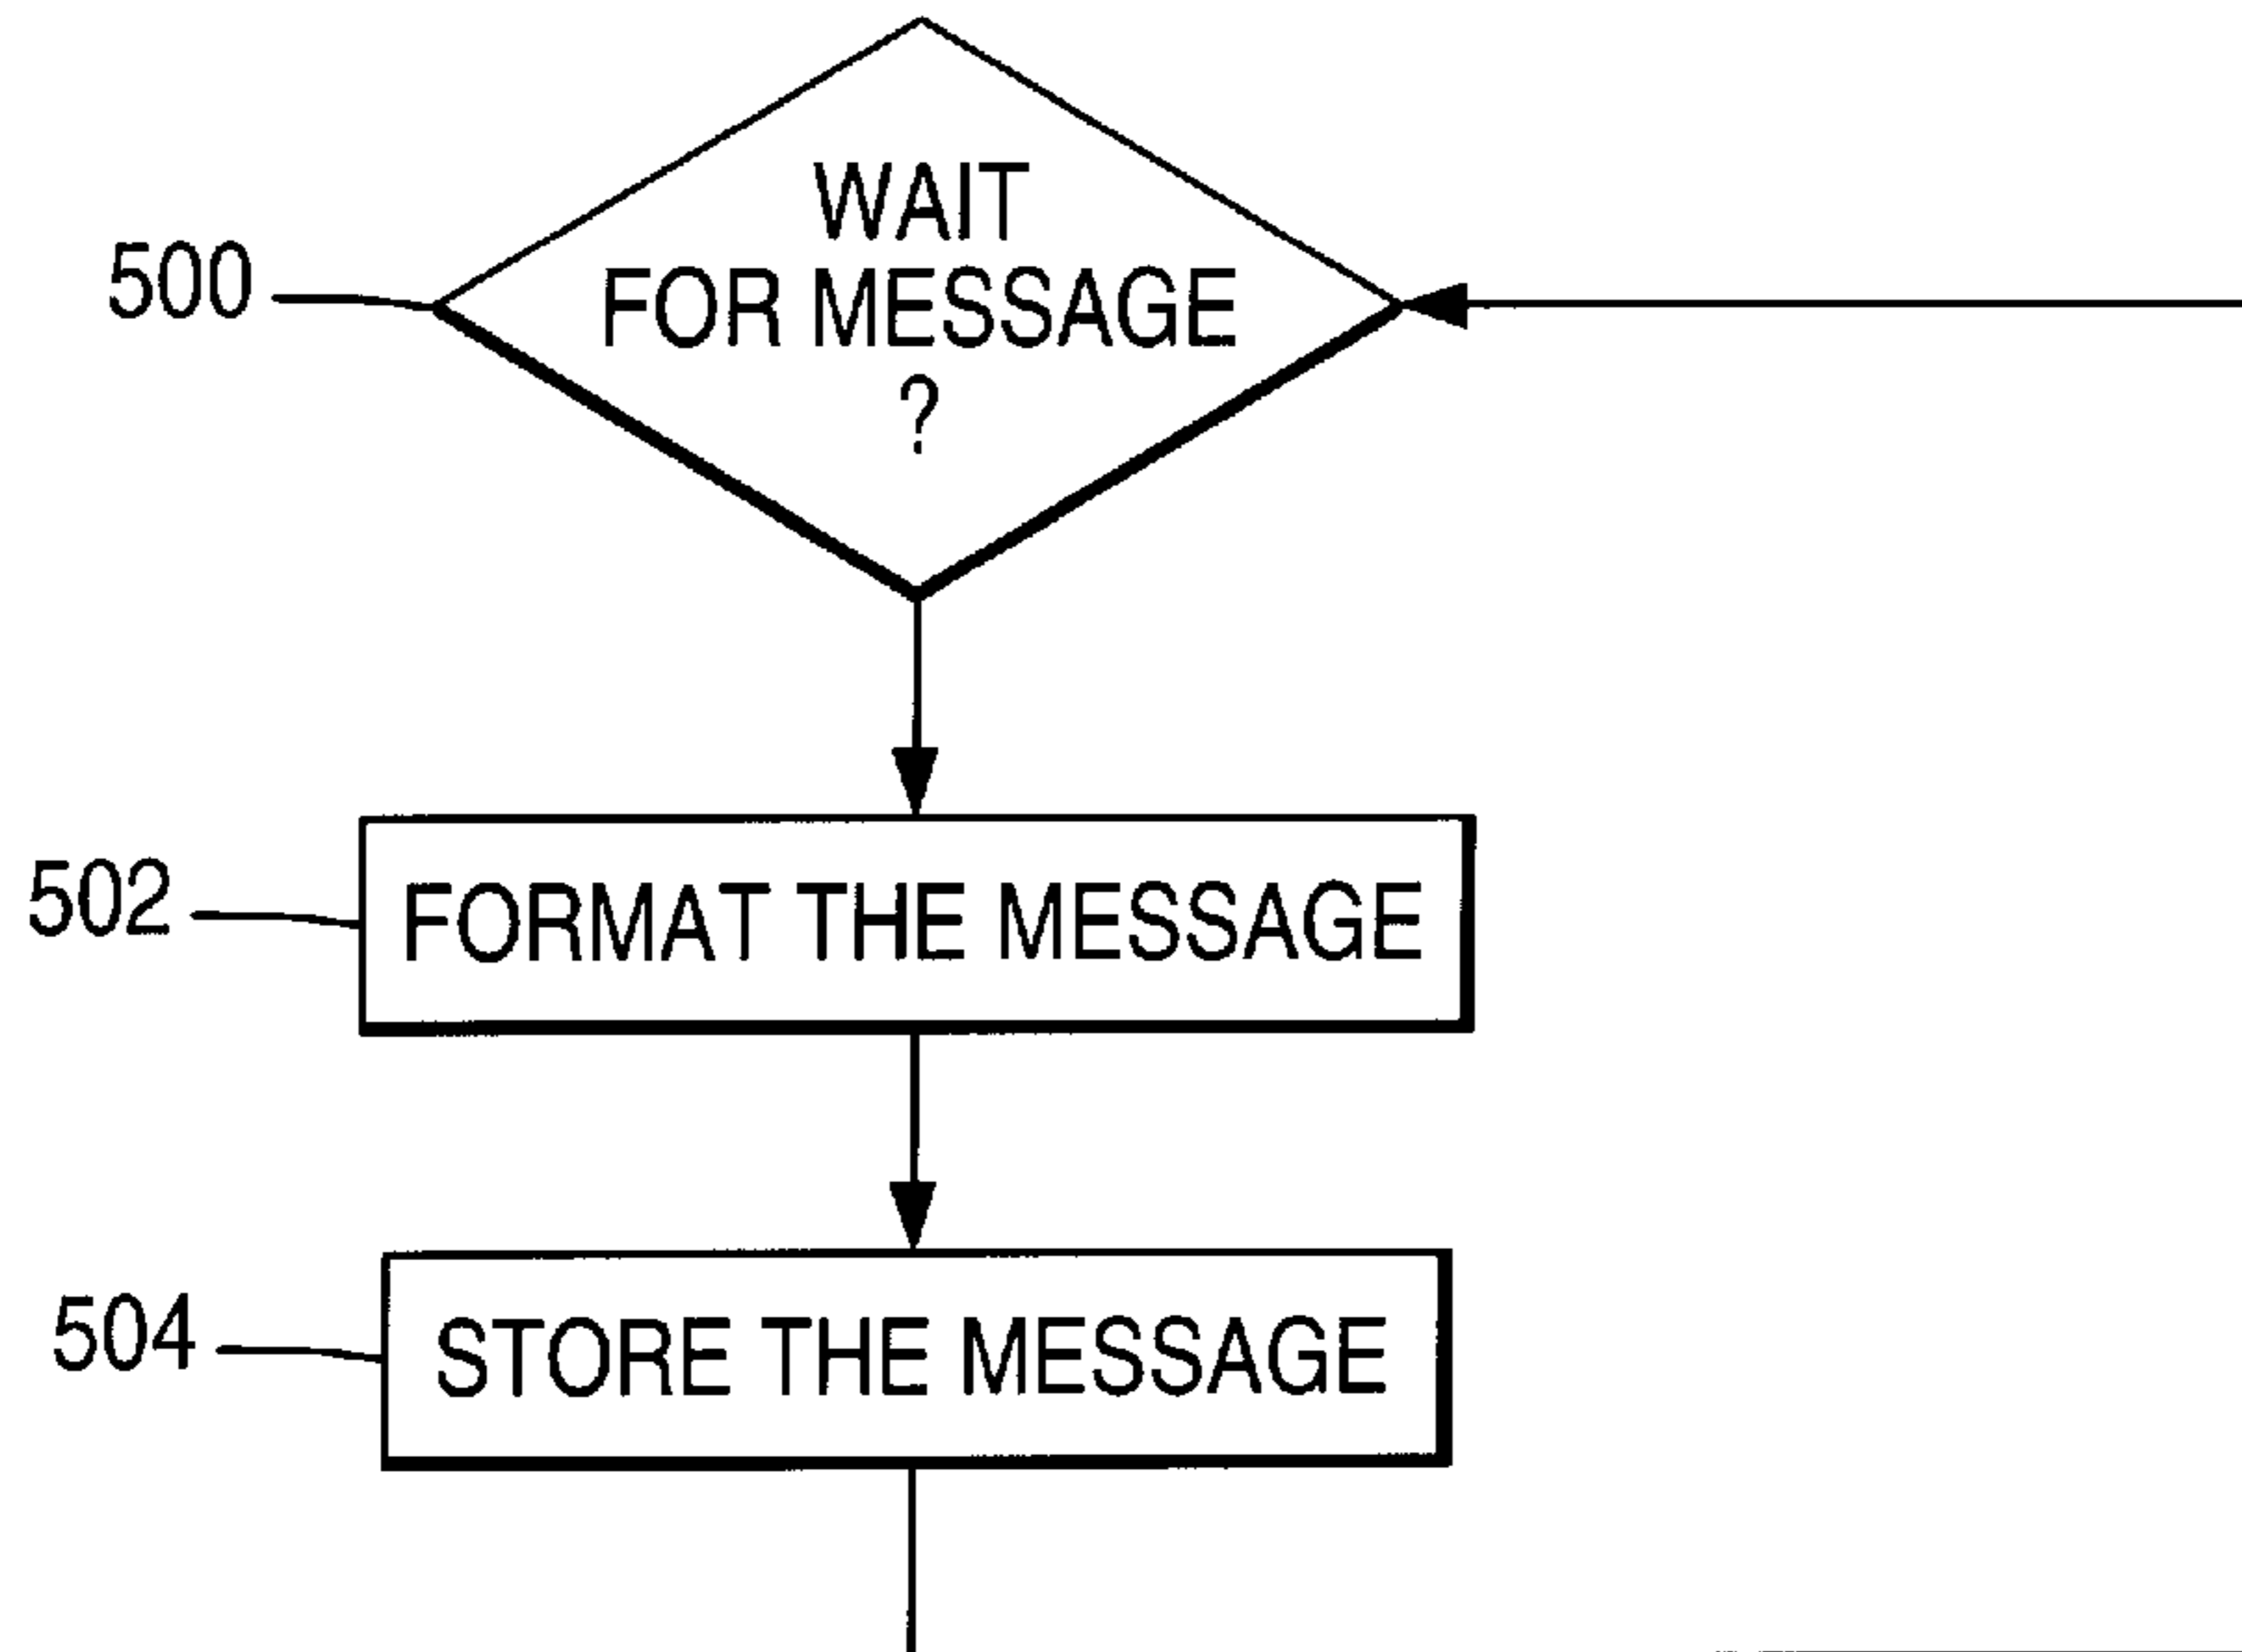 WAIT
500
FOR MESSAGE
?
502
FORMAT THE MESSAGE
504
STORE THE MESSAGE